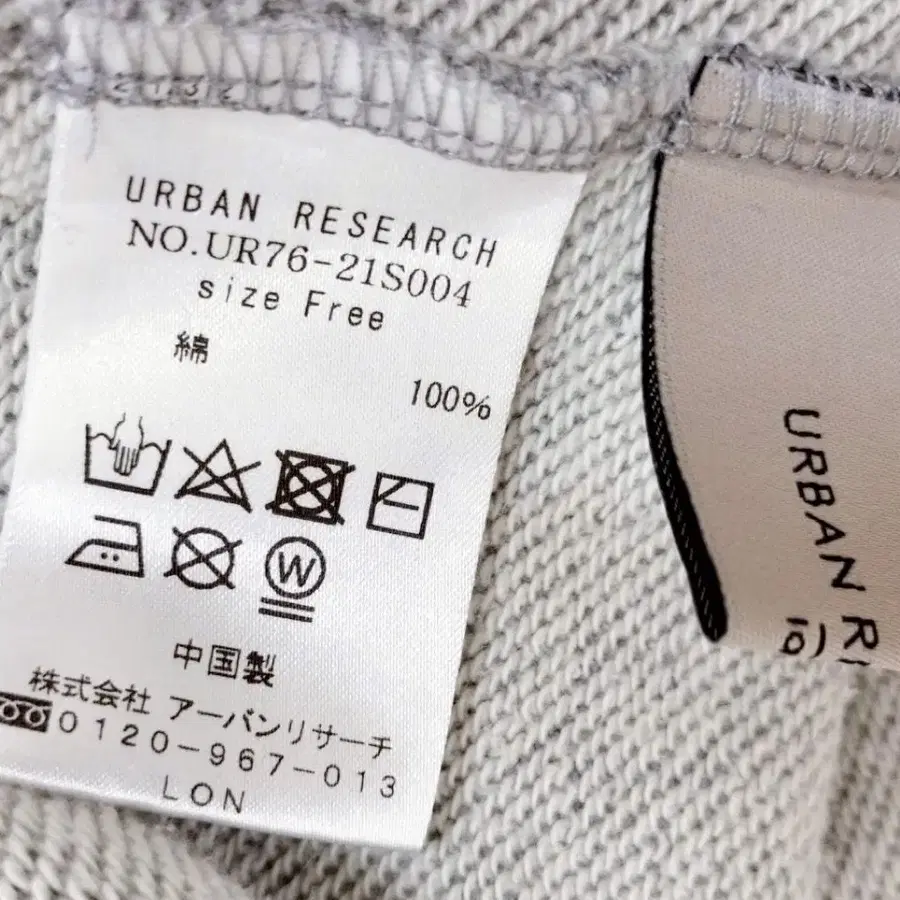 URBAN RESEARCH
NO.UR76-21S004
size Free
綿
100%
W
中国製
株式会社 アーバンリサーチ
0120-967-013
LON
URBAN